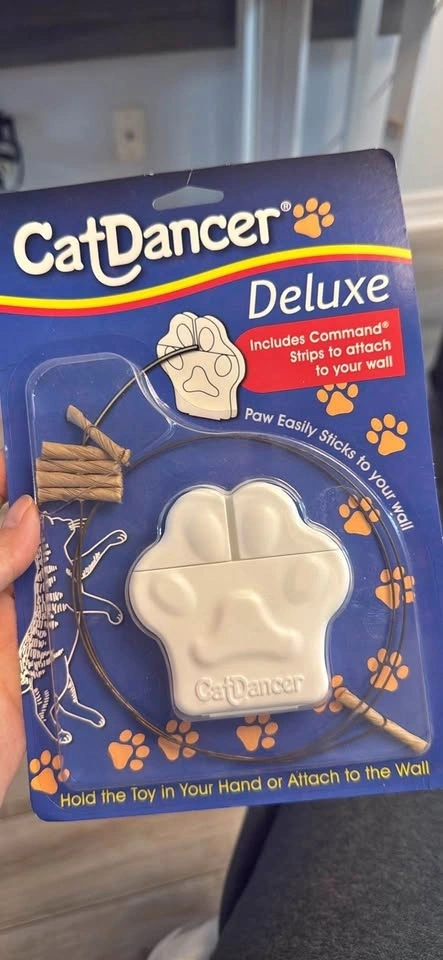 CatDancer®
Deluxe
Includes Command®
Strips to attach
to your wall
Paw Easily Sticks to your wall
CatDancer
Hold the Toy in Your Hand or Attach to the Wall